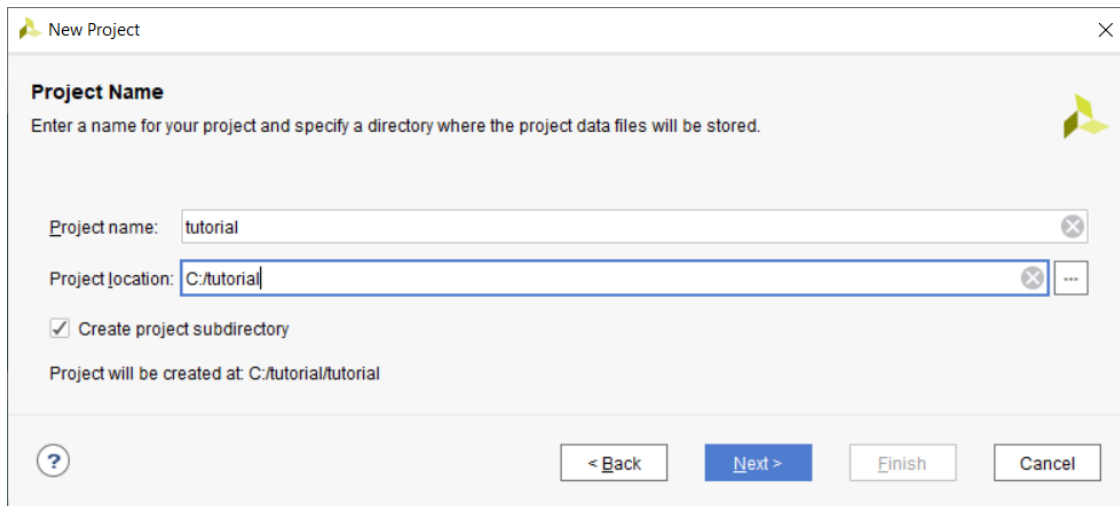 New Project
Project Name
Enter a name for your project and specify a directory where the project data files will be stored.
Project name: tutorial
Project location: C:/tutorial ...
Create project subdirectory
Project will be created at: C:/tutorial/tutorial
? < Back Next > Finish Cancel